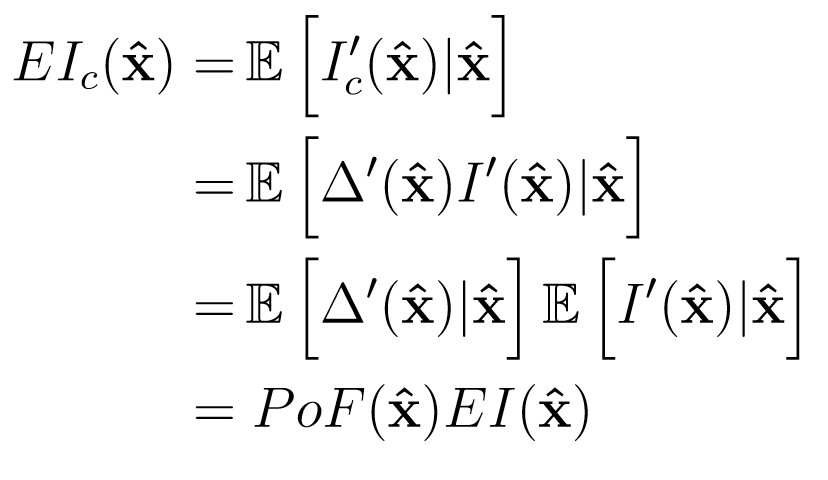 EI_c(x̂) = 𝔼[I′_c(x̂)|x̂]
= 𝔼[Δ′(x̂)I′(x̂)|x̂]
= 𝔼[Δ′(x̂)|x̂] 𝔼[I′(x̂)|x̂]
= PoF(x̂)EI(x̂)